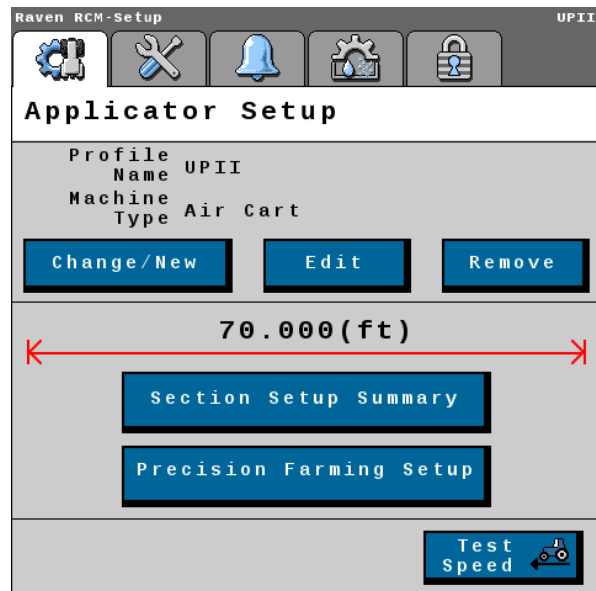 Raven RCM-Setup UPII
Applicator Setup
Profile
Name UPII
Machine
Type Air Cart
Change/New Edit Remove
70.000(ft)
Section Setup Summary
Precision Farming Setup
Test
Speed